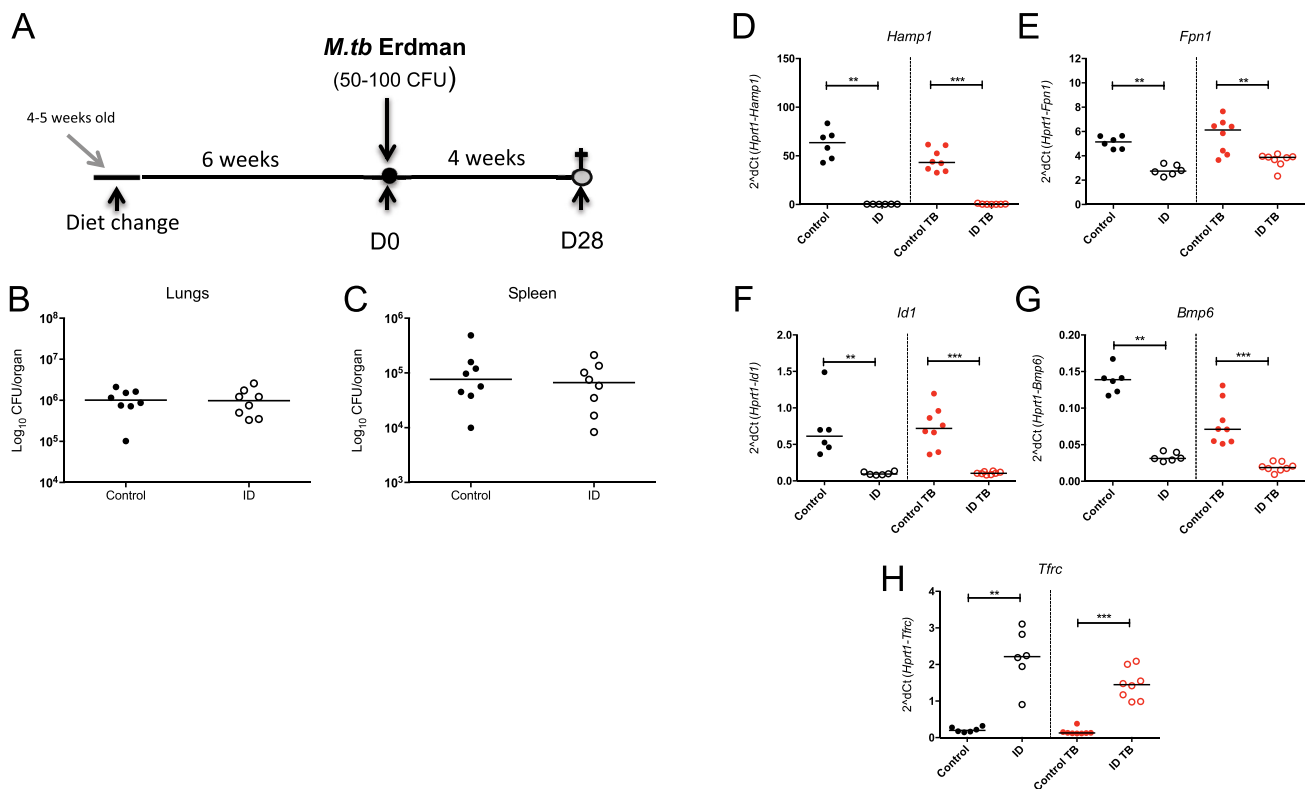 A
M.tb Erdman
(50-100 CFU)
4-5 weeks old
6 weeks
4 weeks
Diet change
D0
D28
B
Lungs
Log10 CFU/organ
10^8
10^7
10^6
10^5
10^4
Control
ID
C
Spleen
Log10 CFU/organ
10^6
10^5
10^4
10^3
Control
ID
D
Hamp1
2^dCt (Hprt1-Hamp1)
150
100
50
0
**
***
Control
ID
Control TB
ID TB
E
Fpn1
2^dCt (Hprt1-Fpn1)
12
10
8
6
4
2
0
**
**
Control
ID
Control TB
ID TB
F
Id1
2^dCt (Hprt1-Id1)
2.0
1.5
1.0
0.5
0.0
**
***
Control
ID
Control TB
ID TB
G
Bmp6
2^dCt (Hprt1-Bmp6)
0.20
0.15
0.10
0.05
0.00
**
***
Control
ID
Control TB
ID TB
H
Tfrc
2^dCt (Hprt1-Tfrc)
4
3
2
1
0
**
***
Control
ID
Control TB
ID TB